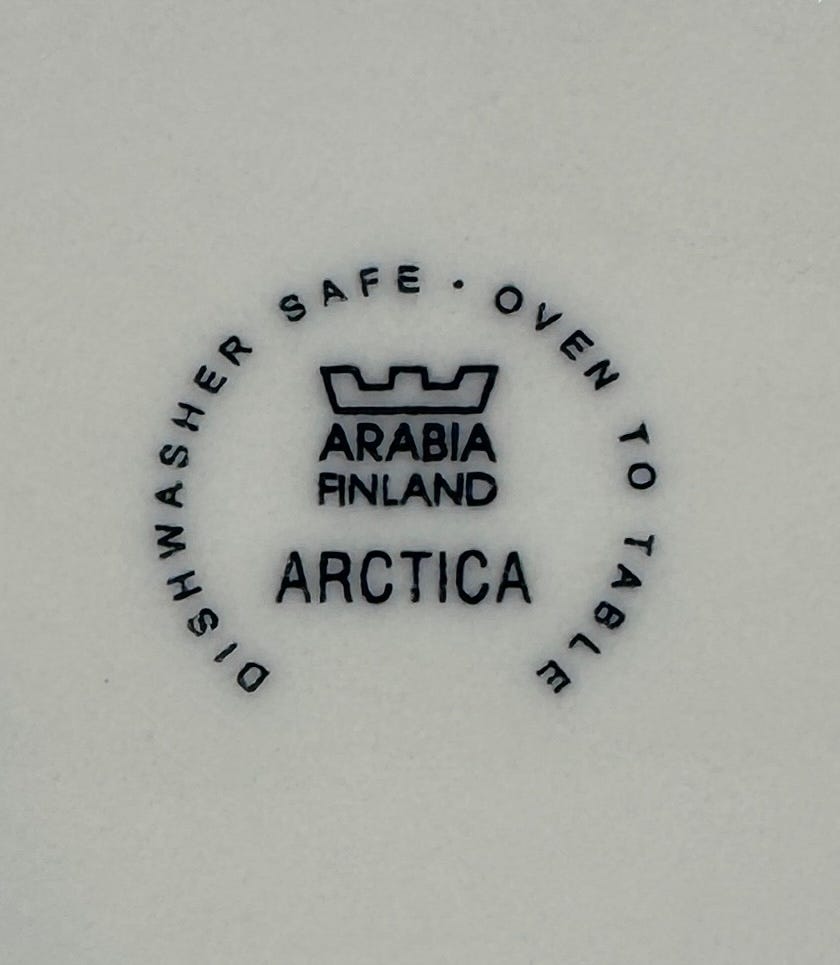 DISHWASHER SAFE · OVEN TO TABLE
ARABIA
FINLAND
ARCTICA